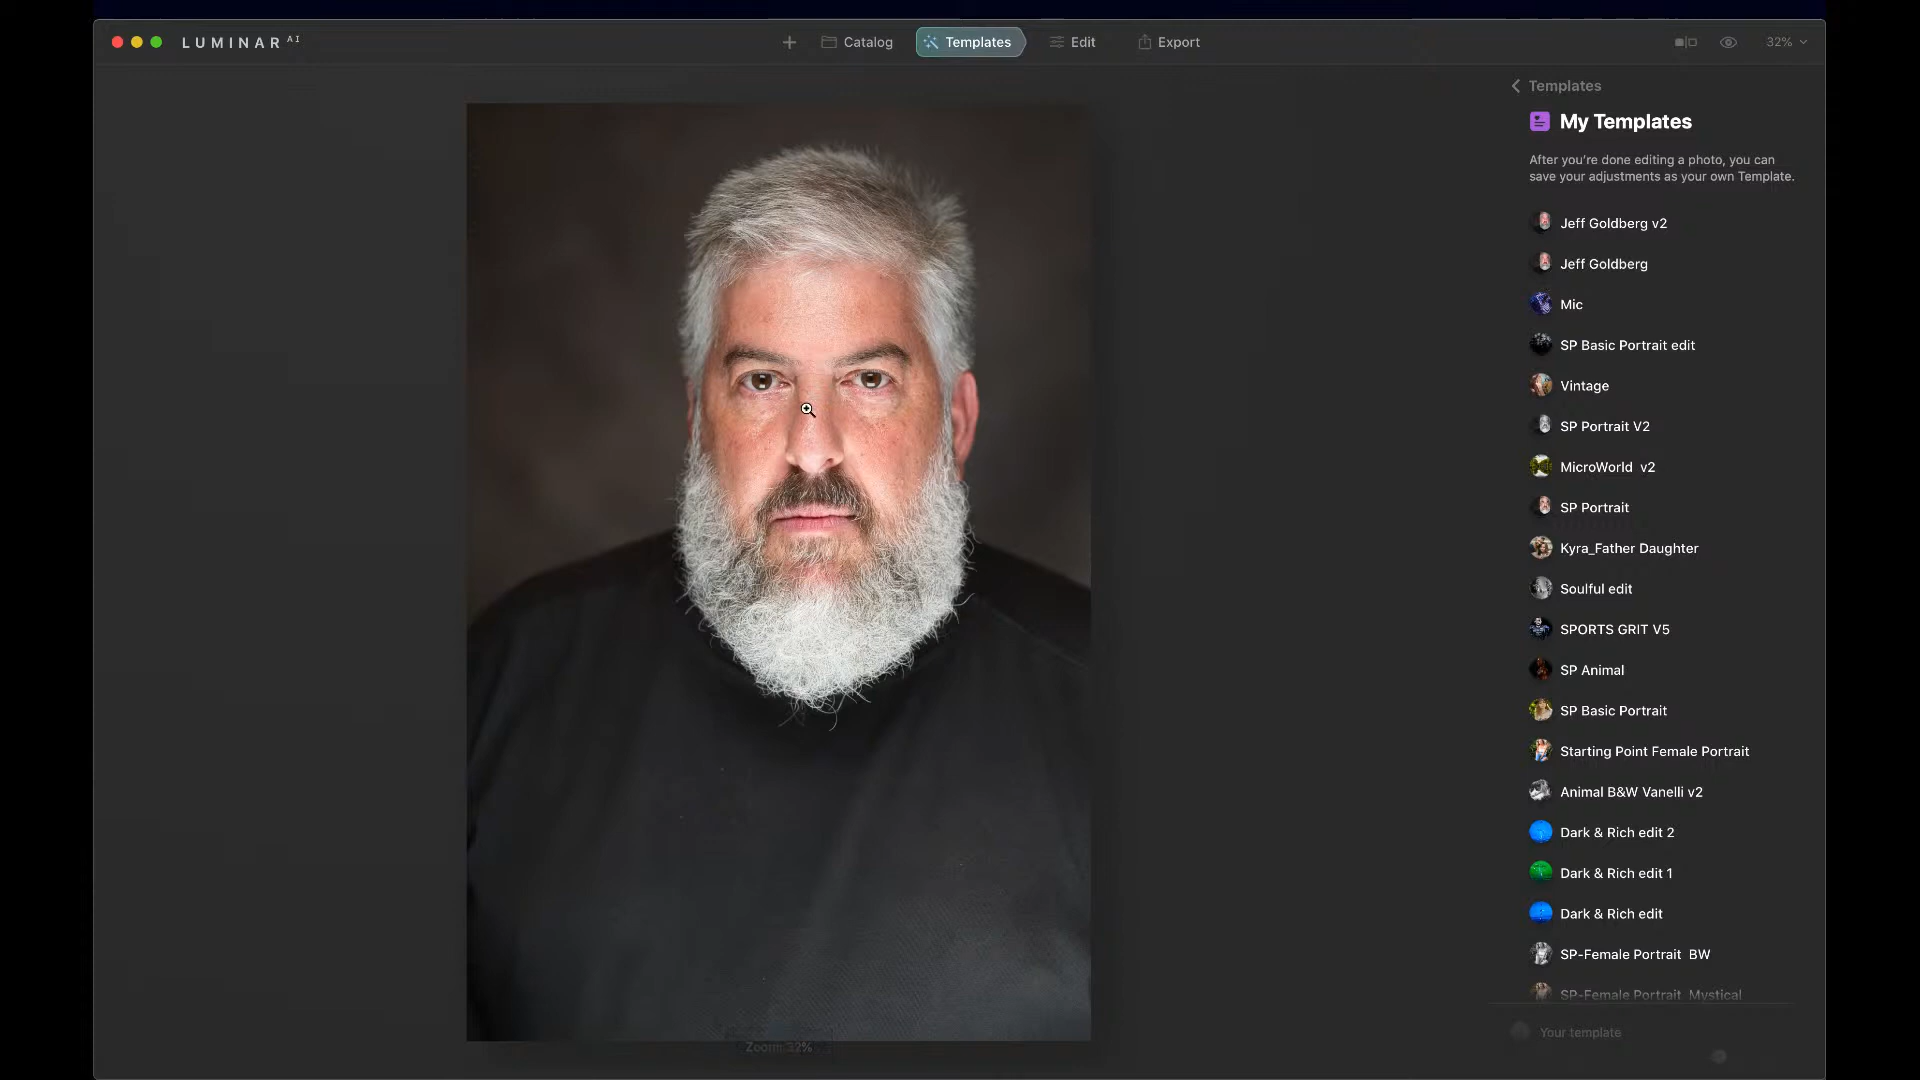 LUMINAR AI
Catalog
Templates
Edit
Export
32%
Templates
My Templates
After you're done editing a photo, you can
save your adjustments as your own Template.
Jeff Goldberg v2
Jeff Goldberg
Mic
SP Basic Portrait edit
Vintage
SP Portrait V2
MicroWorld  v2
SP Portrait
Kyra_Father Daughter
Soulful edit
SPORTS GRIT V5
SP Animal
SP Basic Portrait
Starting Point Female Portrait
Animal B&W Vanelli v2
Dark & Rich edit 2
Dark & Rich edit 1
Dark & Rich edit
SP-Female Portrait  BW
SP-Female Portrait  Mystical
Your template
Zoom: 32%